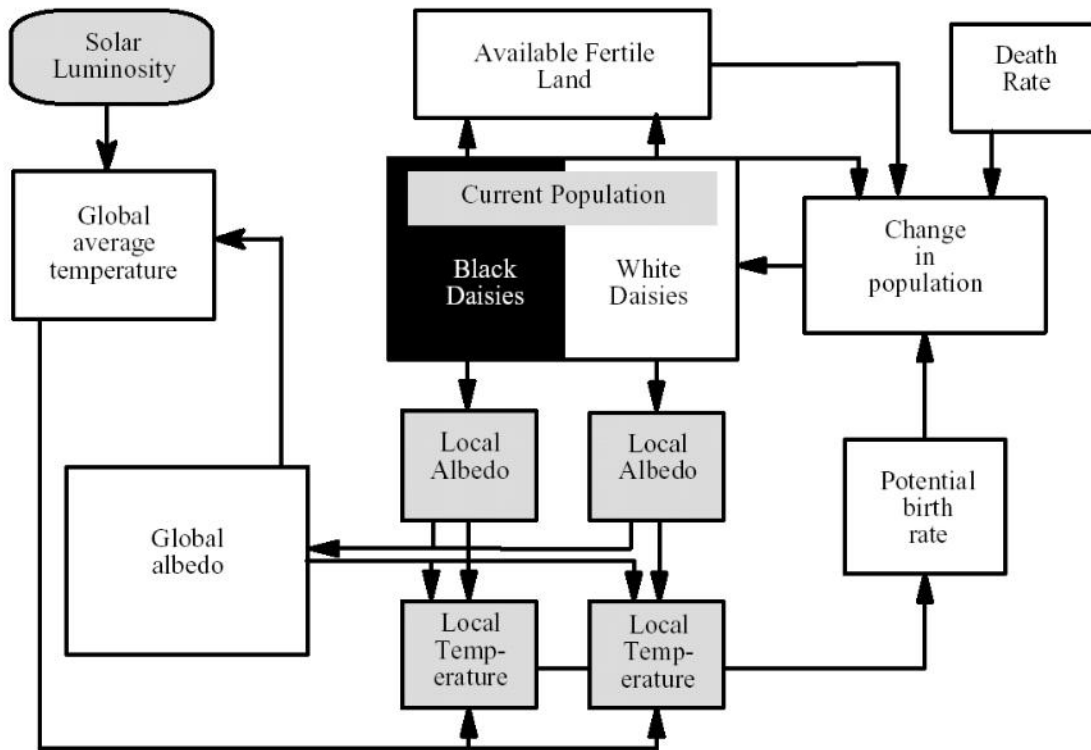 Solar
Luminosity
Available Fertile
Land
Death
Rate
Global
average
temperature
Current Population
Black
Daisies
White
Daisies
Change
in
population
Local
Albedo
Local
Albedo
Potential
birth
rate
Global
albedo
Local
Temp-
erature
Local
Temp-
erature